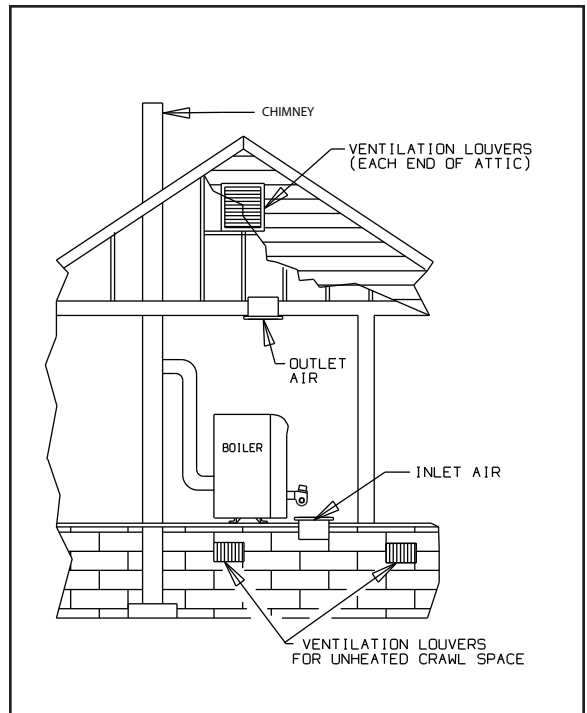 CHIMNEY
VENTILATION LOUVERS
(EACH END OF ATTIC)
OUTLET
AIR
BOILER
INLET AIR
VENTILATION LOUVERS
FOR UNHEATED CRAWL SPACE